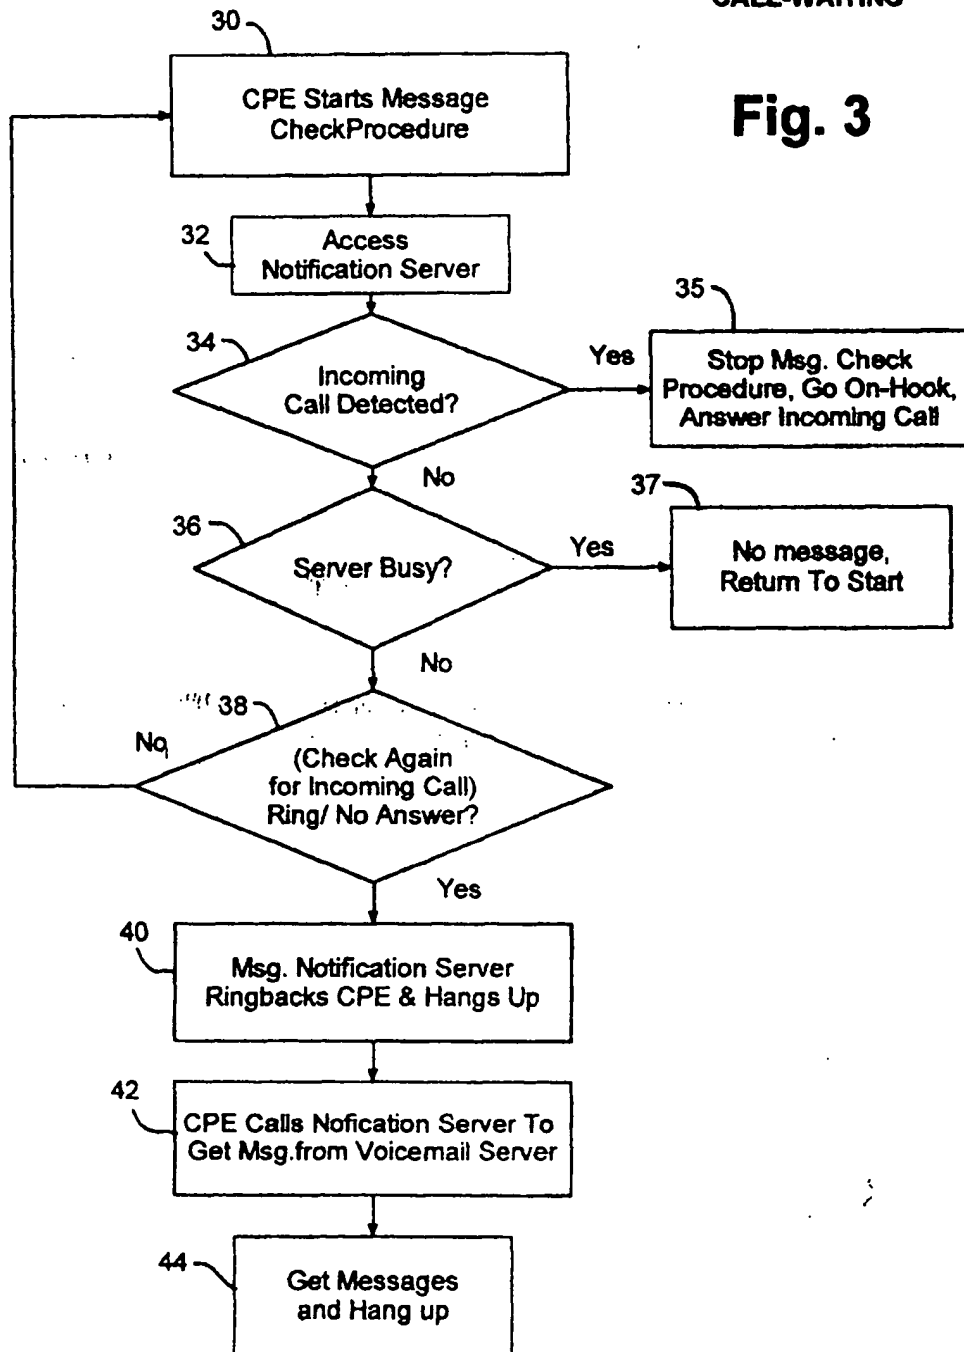 CALL-WAITING
Fig. 3
30
CPE Starts Message
CheckProcedure
32
Access
Notification Server
34
Incoming
Call Detected?
Yes
35
Stop Msg. Check
Procedure, Go On-Hook,
Answer Incoming Call
No
36
Server Busy?
Yes
37
No message,
Return To Start
No
38
No
(Check Again
for Incoming Call)
Ring/ No Answer?
Yes
40
Msg. Notification Server
Ringbacks CPE & Hangs Up
42
CPE Calls Nofication Server To
Get Msg.from Voicemail Server
44
Get Messages
and Hang up